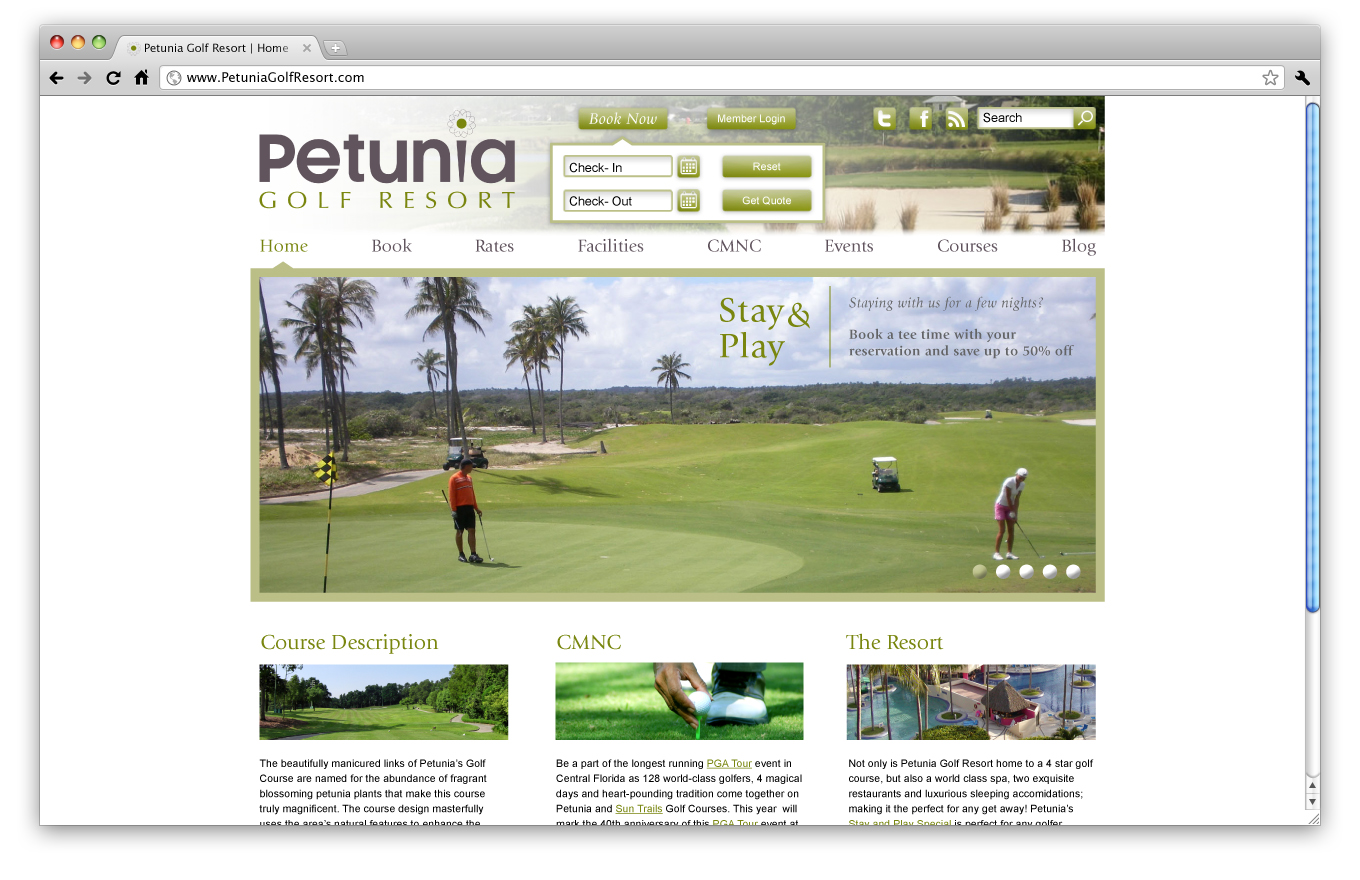 Petunia Golf Resort | Home
www.PetuniaGolfResort.com
Petunia
GOLF RESORT
Book Now
Member Login
Search
Check- In
Reset
Check- Out
Get Quote
Home Book Rates Facilities CMNC Events Courses Blog
Stay &
Play
Staying with us for a few nights?
Book a tee time with your
reservation and save up to 50% off
Course Description
The beautifully manicured links of Petunia's Golf
Course are named for the abundance of fragrant
blossoming petunia plants that make this course
truly magnificent. The course design masterfully
uses the area's natural features to enhance the
CMNC
Be a part of the longest running PGA Tour event in
Central Florida as 128 world-class golfers, 4 magical
days and heart-pounding tradition come together on
Petunia and Sun Trails Golf Courses. This year will
mark the 40th anniversary of this PGA Tour event at
The Resort
Not only is Petunia Golf Resort home to a 4 star golf
course, but also a world class spa, two exquisite
restaurants and luxurious sleeping accomidations;
making it the perfect for any get away! Petunia's
Stay and Play Special is perfect for any golfer